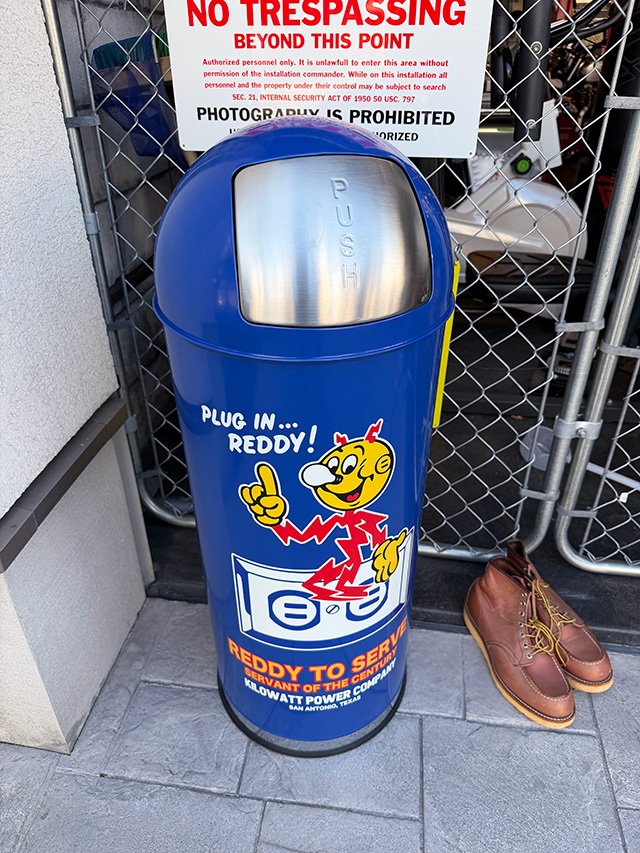 NO TRESPASSING
BEYOND THIS POINT
Authorized personnel only. It is unlawfull to enter this area without
permission of the installation commander. While on this installation all
personnel and the property under their control may be subject to search
SEC. 21, INTERNAL SECURITY ACT OF 1950 50 USC. 797
PHOTOGRAPHY IS PROHIBITED
PUSH
PLUG IN...
REDDY!
REDDY TO SERVE
SERVANT OF THE CENTURY
KILOWATT POWER COMPANY
SAN ANTONIO, TEXAS